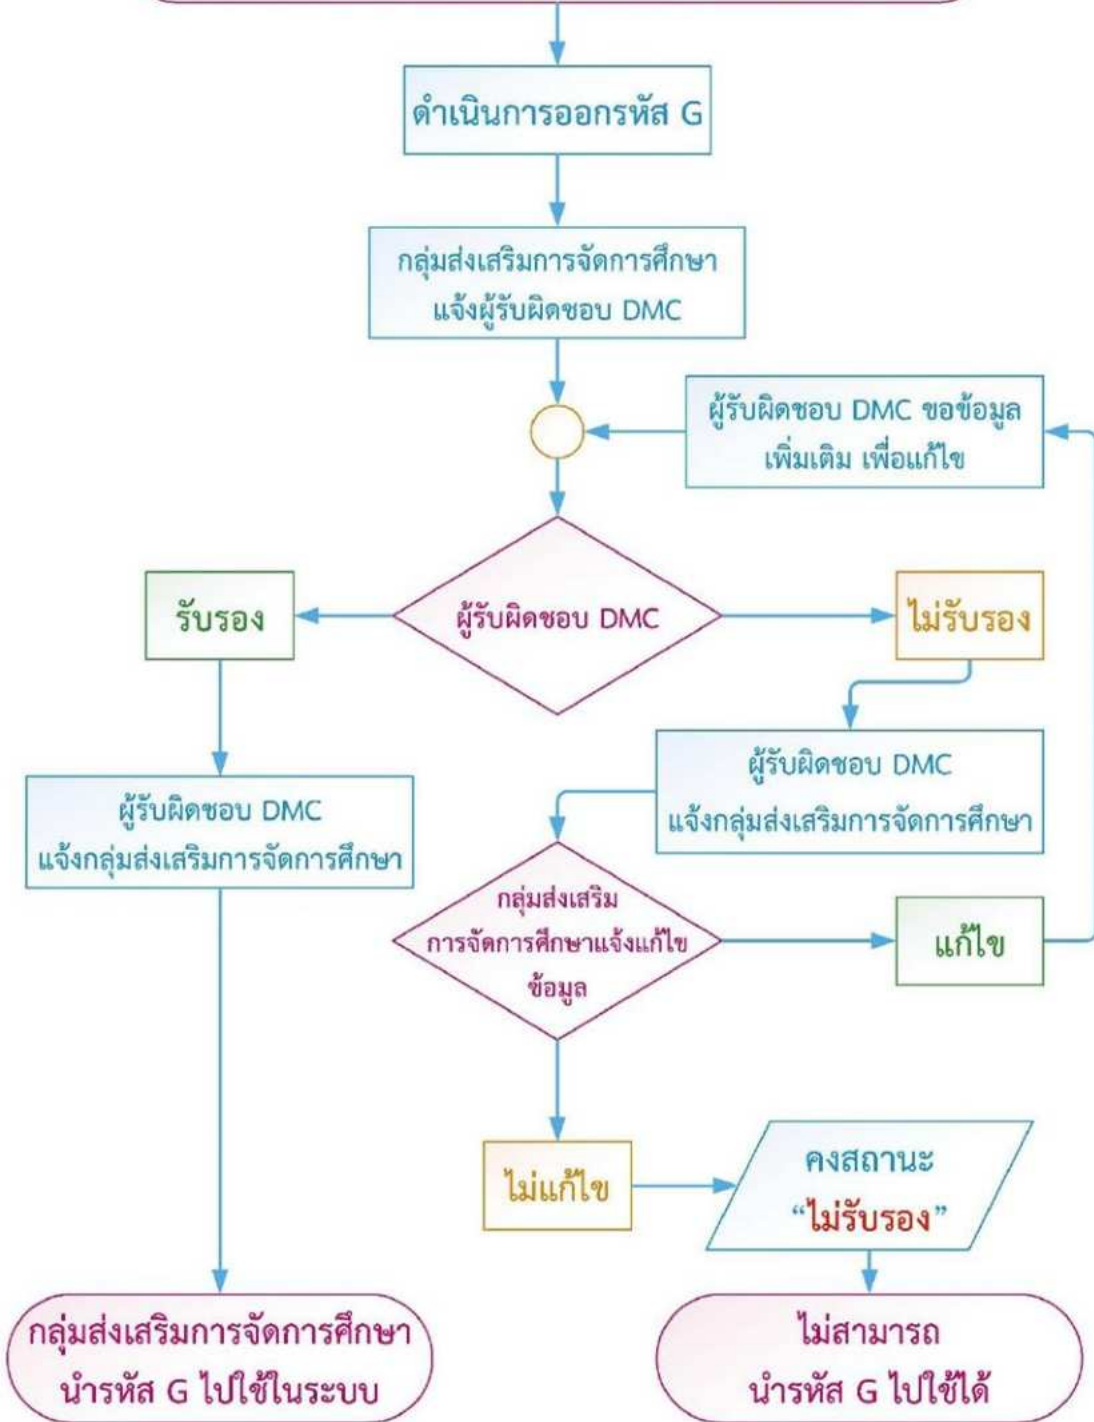 ดำเนินการออกรหัส G
กลุ่มส่งเสริมการจัดการศึกษา
แจ้งผู้รับผิดชอบ DMC
ผู้รับผิดชอบ DMC ขอข้อมูล
เพิ่มเติม เพื่อแก้ไข
รับรอง
ผู้รับผิดชอบ DMC
ไม่รับรอง
ผู้รับผิดชอบ DMC
แจ้งกลุ่มส่งเสริมการจัดการศึกษา
ผู้รับผิดชอบ DMC
แจ้งกลุ่มส่งเสริมการจัดการศึกษา
กลุ่มส่งเสริม
การจัดการศึกษาแจ้งแก้ไข
ข้อมูล
แก้ไข
ไม่แก้ไข
คงสถานะ
“ไม่รับรอง”
กลุ่มส่งเสริมการจัดการศึกษา
นำรหัส G ไปใช้ในระบบ
ไม่สามารถ
นำรหัส G ไปใช้ได้